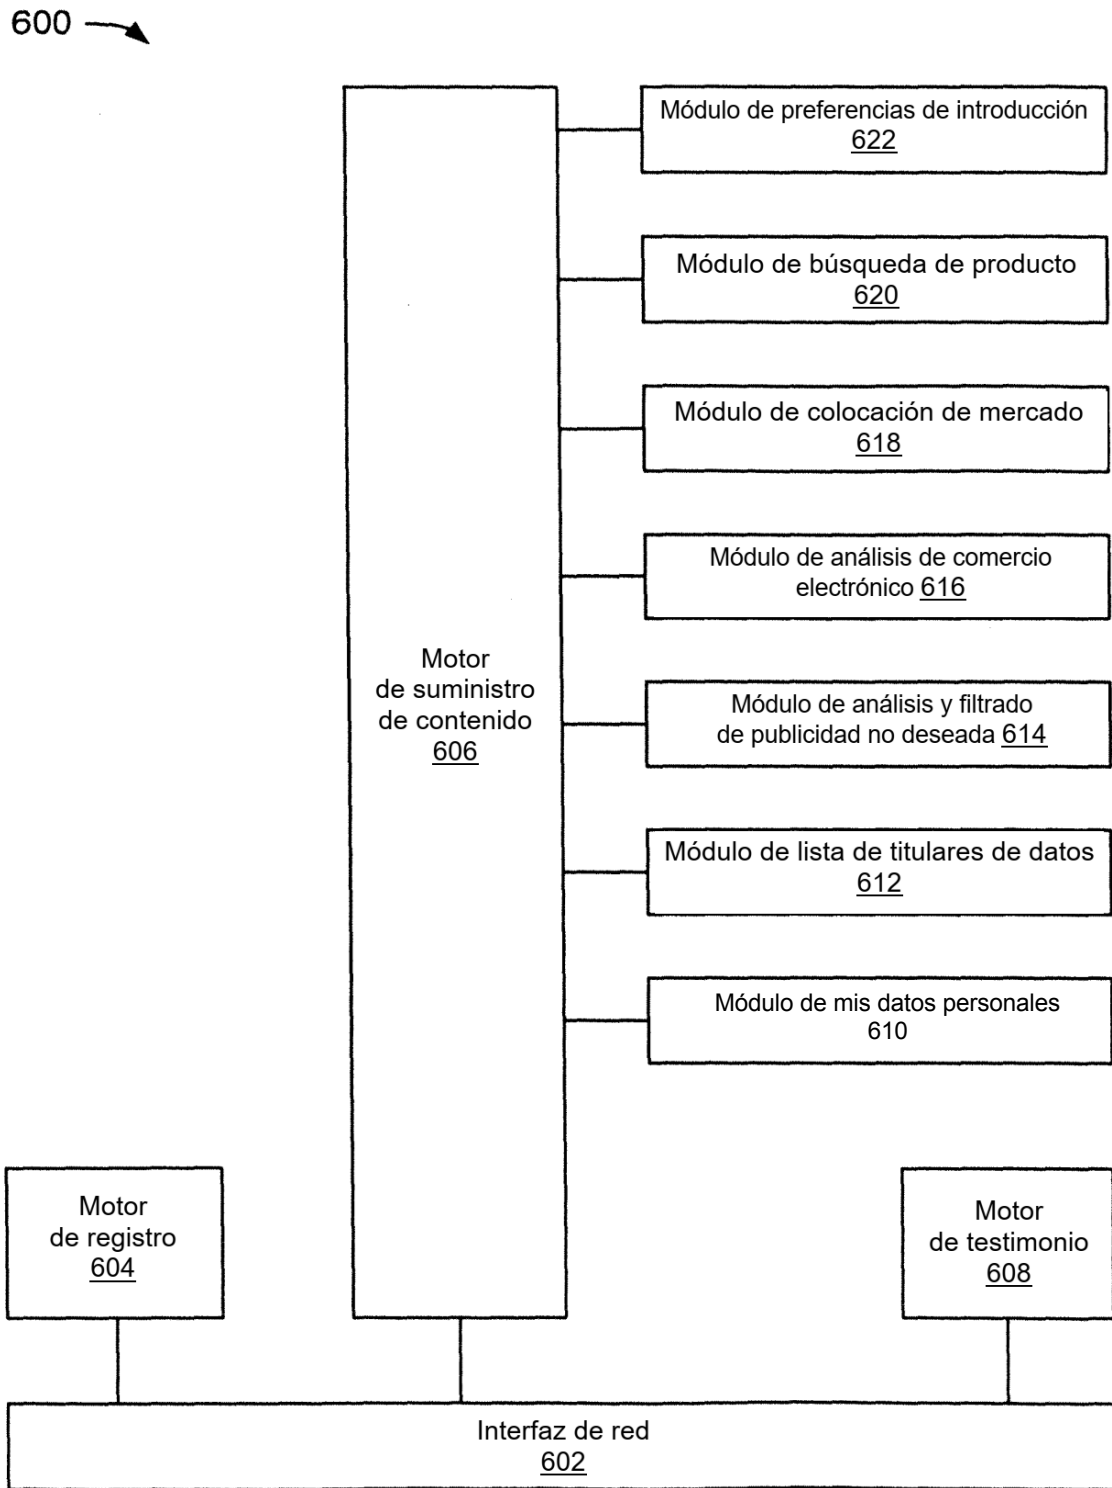 600
Módulo de preferencias de introducción
622
Módulo de búsqueda de producto
620
Módulo de colocación de mercado
618
Módulo de análisis de comercio
electrónico 616
Módulo de análisis y filtrado
de publicidad no deseada 614
Módulo de lista de titulares de datos
612
Módulo de mis datos personales
610
Motor
de suministro
de contenido
606
Motor
de registro
604
Motor
de testimonio
608
Interfaz de red
602